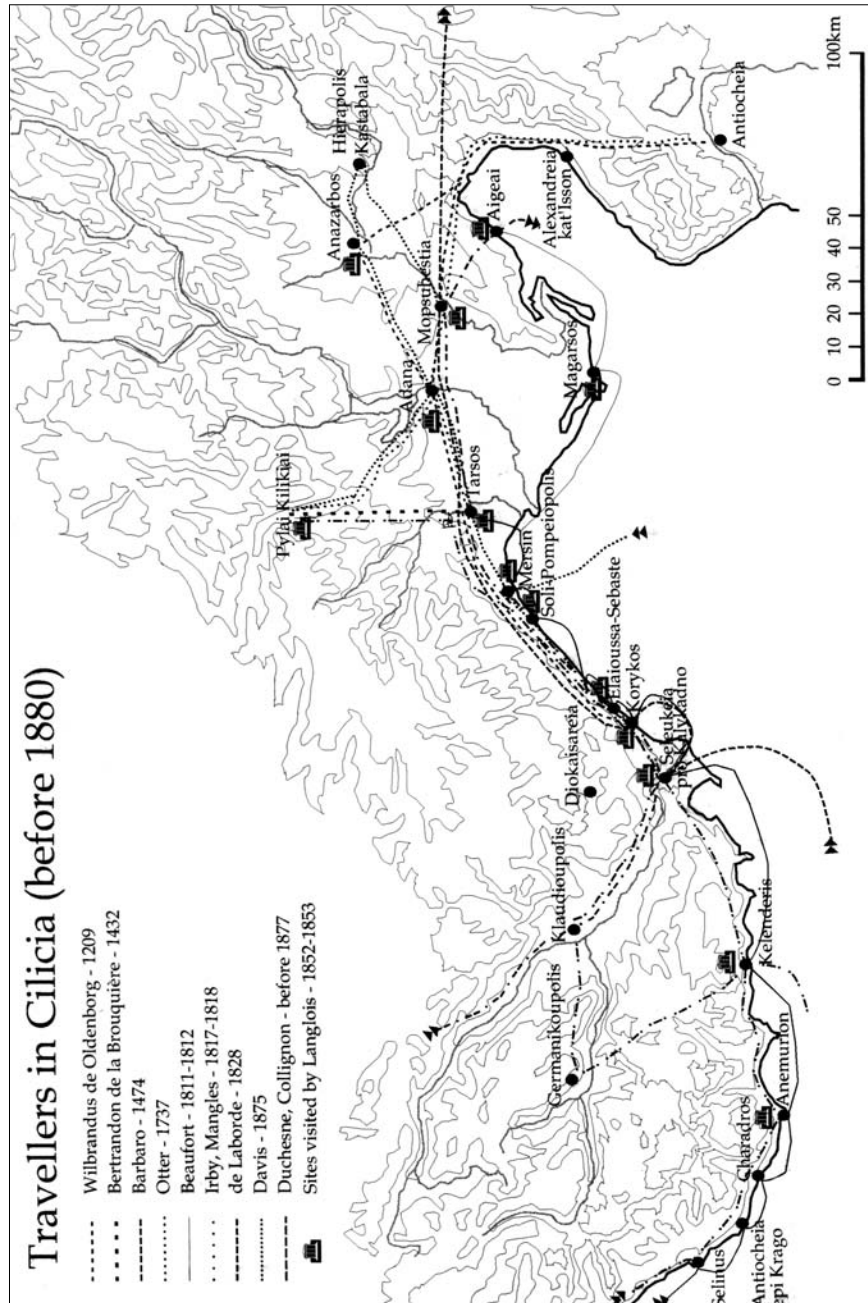 Travellers in Cilicia (before 1880)
Wilbrandus de Oldenborg - 1209
Bertrandon de la Brouquière - 1432
Barbaro - 1474
Otter - 1737
Beaufort - 1811-1812
Irby, Mangles - 1817-1818
de Laborde - 1828
Davis - 1875
Duchesne, Collignon - before 1877
Sites visited by Langlois - 1852-1853
Selinus
Antiocheia
epi Krago
Charadros
Anemurion
Kelenderis
Germanikoupolis
Klaudioupolis
Diokaisareia
Seleukeia
pros Kalykadno
Korykos
Elaioussa-Sebaste
Soli-Pompeiopolis
Mersin
Tarsos
Pylai Kilikiai
Adana
Mopsuhestia
Magarsos
Anazarbos
Hierapolis
Kastabala
Aigeai
Alexandreia
kat'Isson
Antiocheia
0
10
20
30
40
50
100km